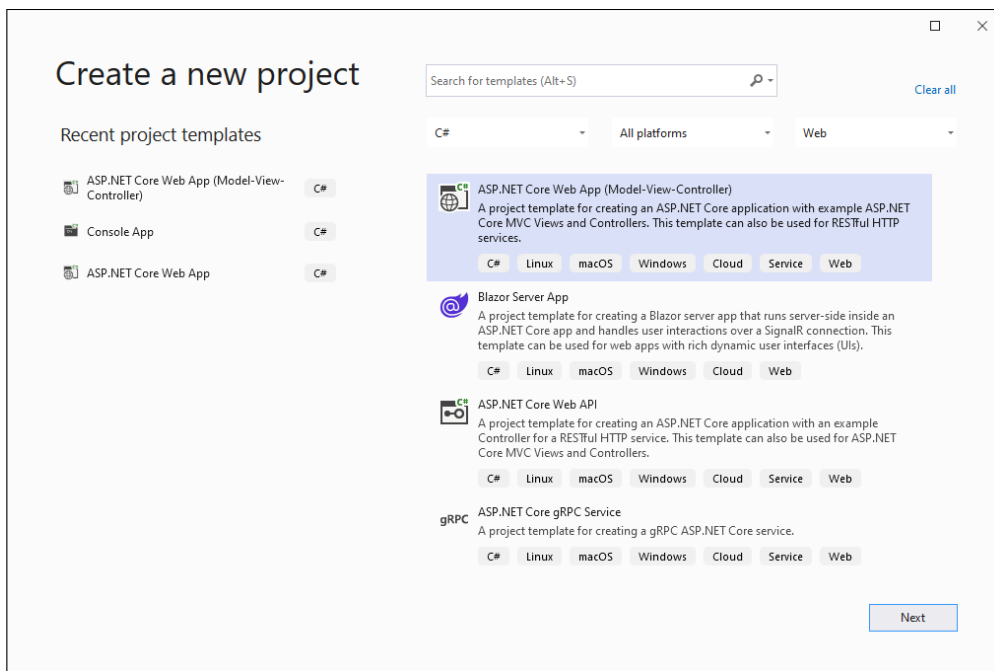 Create a new project
Search for templates (Alt+S)
Clear all
Recent project templates
C#
All platforms
Web
ASP.NET Core Web App (Model-View-
Controller)
C#
Console App
C#
ASP.NET Core Web App
C#
C#
ASP.NET Core Web App (Model-View-Controller)
A project template for creating an ASP.NET Core application with example ASP.NET
Core MVC Views and Controllers. This template can also be used for RESTful HTTP
services.
C# Linux macOS Windows Cloud Service Web
Blazor Server App
A project template for creating a Blazor server app that runs server-side inside an
ASP.NET Core app and handles user interactions over a SignalR connection. This
template can be used for web apps with rich dynamic user interfaces (UIs).
C# Linux macOS Windows Cloud Web
C#
ASP.NET Core Web API
A project template for creating an ASP.NET Core application with an example
Controller for a RESTful HTTP service. This template can also be used for ASP.NET
Core MVC Views and Controllers.
C# Linux macOS Windows Cloud Service Web
gRPC
ASP.NET Core gRPC Service
A project template for creating a gRPC ASP.NET Core service.
C# Linux macOS Windows Cloud Service Web
Next